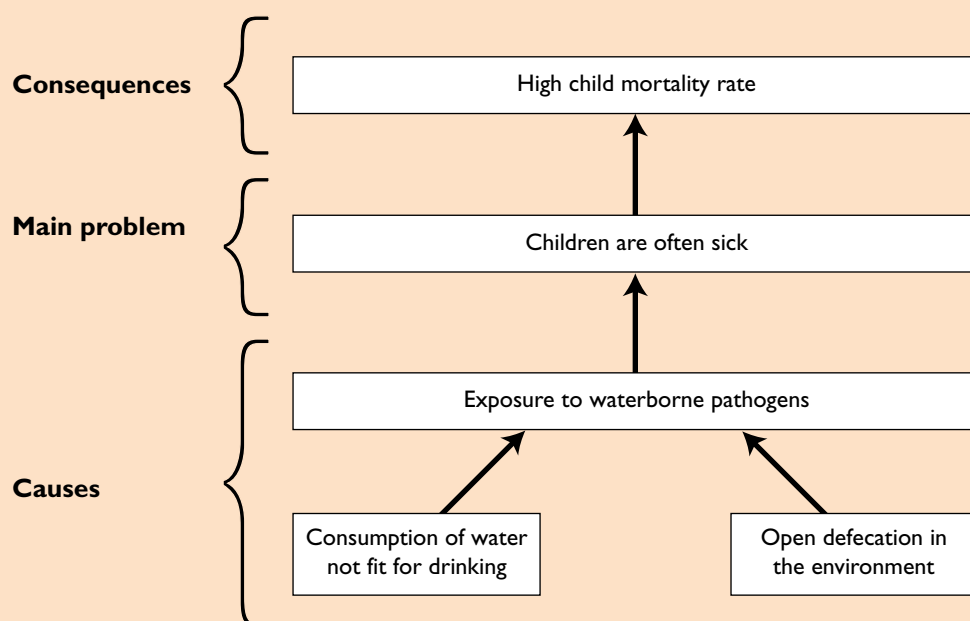 Consequences
High child mortality rate
Main problem
Children are often sick
Exposure to waterborne pathogens
Causes
Consumption of water
not fit for drinking
Open defecation in
the environment